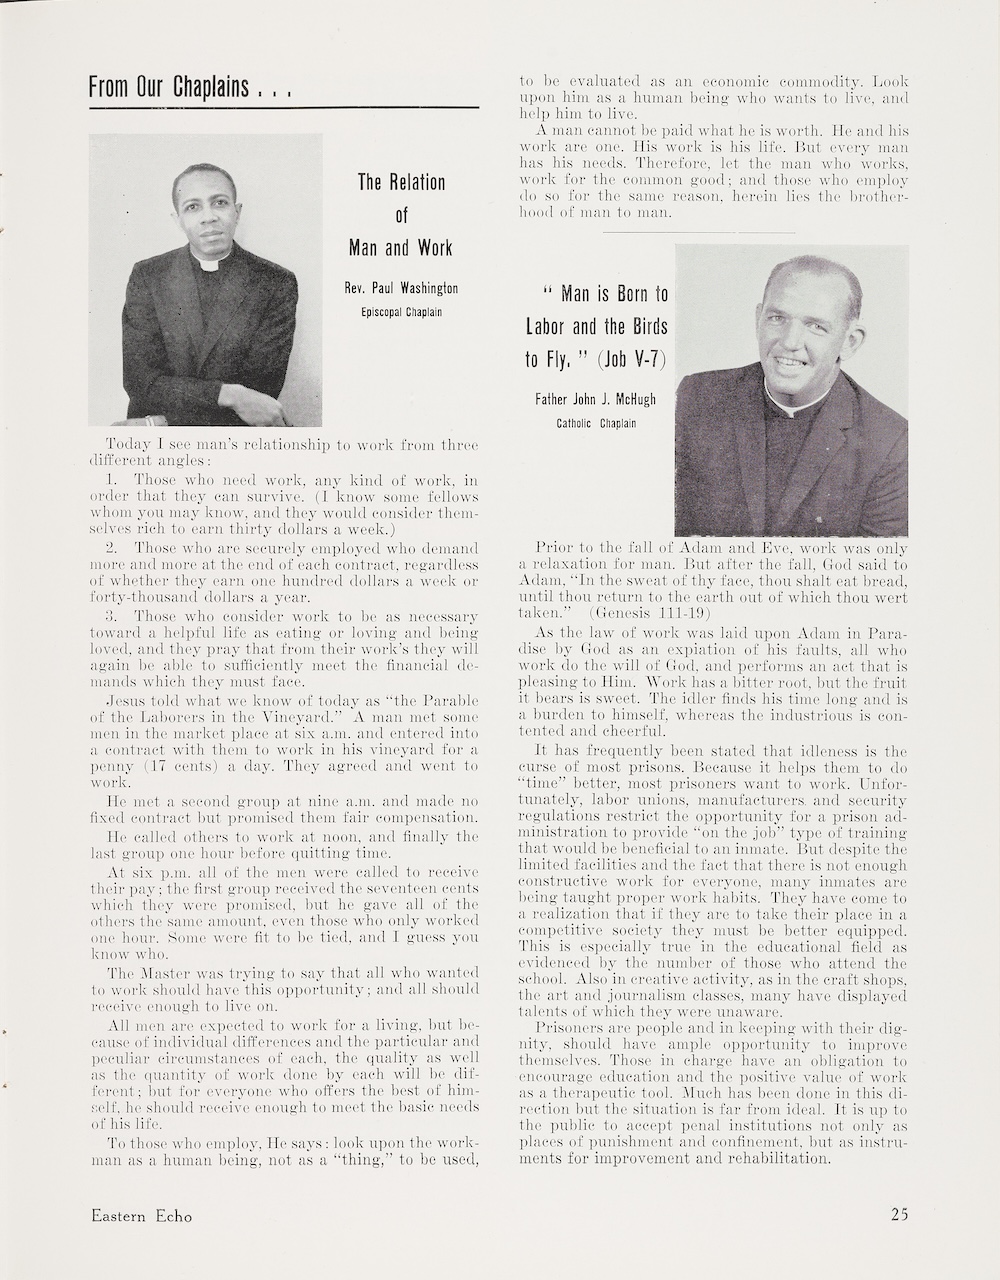 From Our Chaplains . . .
The Relation
of
Man and Work
Rev. Paul Washington
Episcopal Chaplain
Today I see man's relationship to work from three
different angles:
1. Those who need work, any kind of work, in
order that they can survive. (I know some fellows
whom you may know, and they would consider them-
selves rich to earn thirty dollars a week.)
2. Those who are securely employed who demand
more and more at the end of each contract, regardless
of whether they earn one hundred dollars a week or
forty-thousand dollars a year.
3. Those who consider work to be as necessary
toward a helpful life as eating or loving and being
loved, and they pray that from their work's they will
again be able to sufficiently meet the financial de-
mands which they must face.
Jesus told what we know of today as "the Parable
of the Laborers in the Vineyard." A man met some
men in the market place at six a.m. and entered into
a contract with them to work in his vineyard for a
penny (17 cents) a day. They agreed and went to
work.
He met a second group at nine a.m. and made no
fixed contract but promised them fair compensation.
He called others to work at noon, and finally the
last group one hour before quitting time.
At six p.m. all of the men were called to receive
their pay; the first group received the seventeen cents
which they were promised, but he gave all of the
others the same amount, even those who only worked
one hour. Some were fit to be tied, and I guess you
know who.
The Master was trying to say that all who wanted
to work should have this opportunity; and all should
receive enough to live on.
All men are expected to work for a living, but be-
cause of individual differences and the particular and
peculiar circumstances of each, the quality as well
as the quantity of work done by each will be dif-
ferent; but for everyone who offers the best of him-
self, he should receive enough to meet the basic needs
of his life.
To those who employ, He says: look upon the work-
man as a human being, not as a "thing," to be used,
to be evaluated as an economic commodity. Look
upon him as a human being who wants to live, and
help him to live.
A man cannot be paid what he is worth. He and his
work are one. His work is his life. But every man
has his needs. Therefore, let the man who works,
work for the common good; and those who employ
do so for the same reason, herein lies the brother-
hood of man to man.
" Man is Born to
Labor and the Birds
to Fly. " (Job V-7)
Father John J. McHugh
Catholic Chaplain
Prior to the fall of Adam and Eve, work was only
a relaxation for man. But after the fall, God said to
Adam, "In the sweat of thy face, thou shalt eat bread,
until thou return to the earth out of which thou wert
taken." (Genesis 111-19)
As the law of work was laid upon Adam in Para-
dise by God as an expiation of his faults, all who
work do the will of God, and performs an act that is
pleasing to Him. Work has a bitter root, but the fruit
it bears is sweet. The idler finds his time long and is
a burden to himself, whereas the industrious is con-
tented and cheerful.
It has frequently been stated that idleness is the
curse of most prisons. Because it helps them to do
"time" better, most prisoners want to work. Unfor-
tunately, labor unions, manufacturers and security
regulations restrict the opportunity for a prison ad-
ministration to provide "on the job" type of training
that would be beneficial to an inmate. But despite the
limited facilities and the fact that there is not enough
constructive work for everyone, many inmates are
being taught proper work habits. They have come to
a realization that if they are to take their place in a
competitive society they must be better equipped.
This is especially true in the educational field as
evidenced by the number of those who attend the
school. Also in creative activity, as in the craft shops,
the art and journalism classes, many have displayed
talents of which they were unaware.
Prisoners are people and in keeping with their dig-
nity, should have ample opportunity to improve
themselves. Those in charge have an obligation to
encourage education and the positive value of work
as a therapeutic tool. Much has been done in this di-
rection but the situation is far from ideal. It is up to
the public to accept penal institutions not only as
places of punishment and confinement, but as instru-
ments for improvement and rehabilitation.
Eastern Echo
25